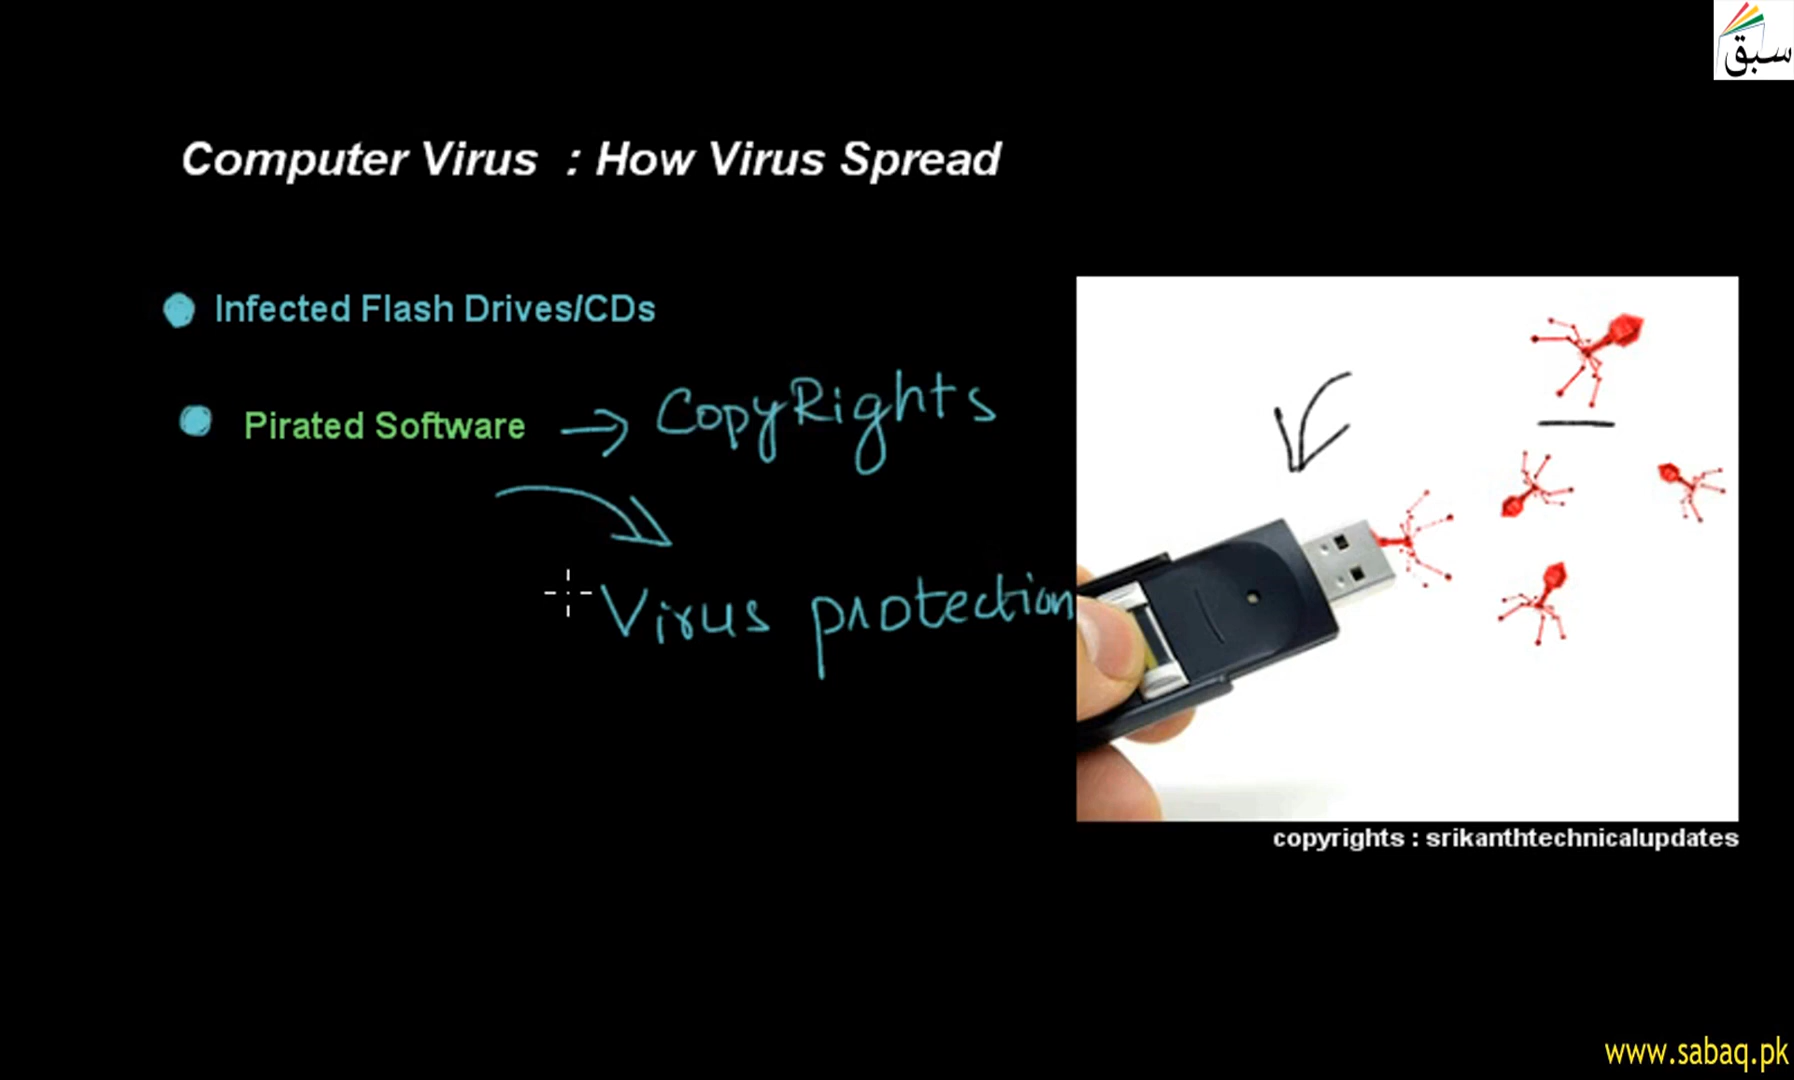 سبق
Computer Virus : How Virus Spread
Infected Flash Drives/CDs
Pirated Software → CopyRights
Virus protection
copyrights : srikanthtechnicalupdates
www.sabaq.pk